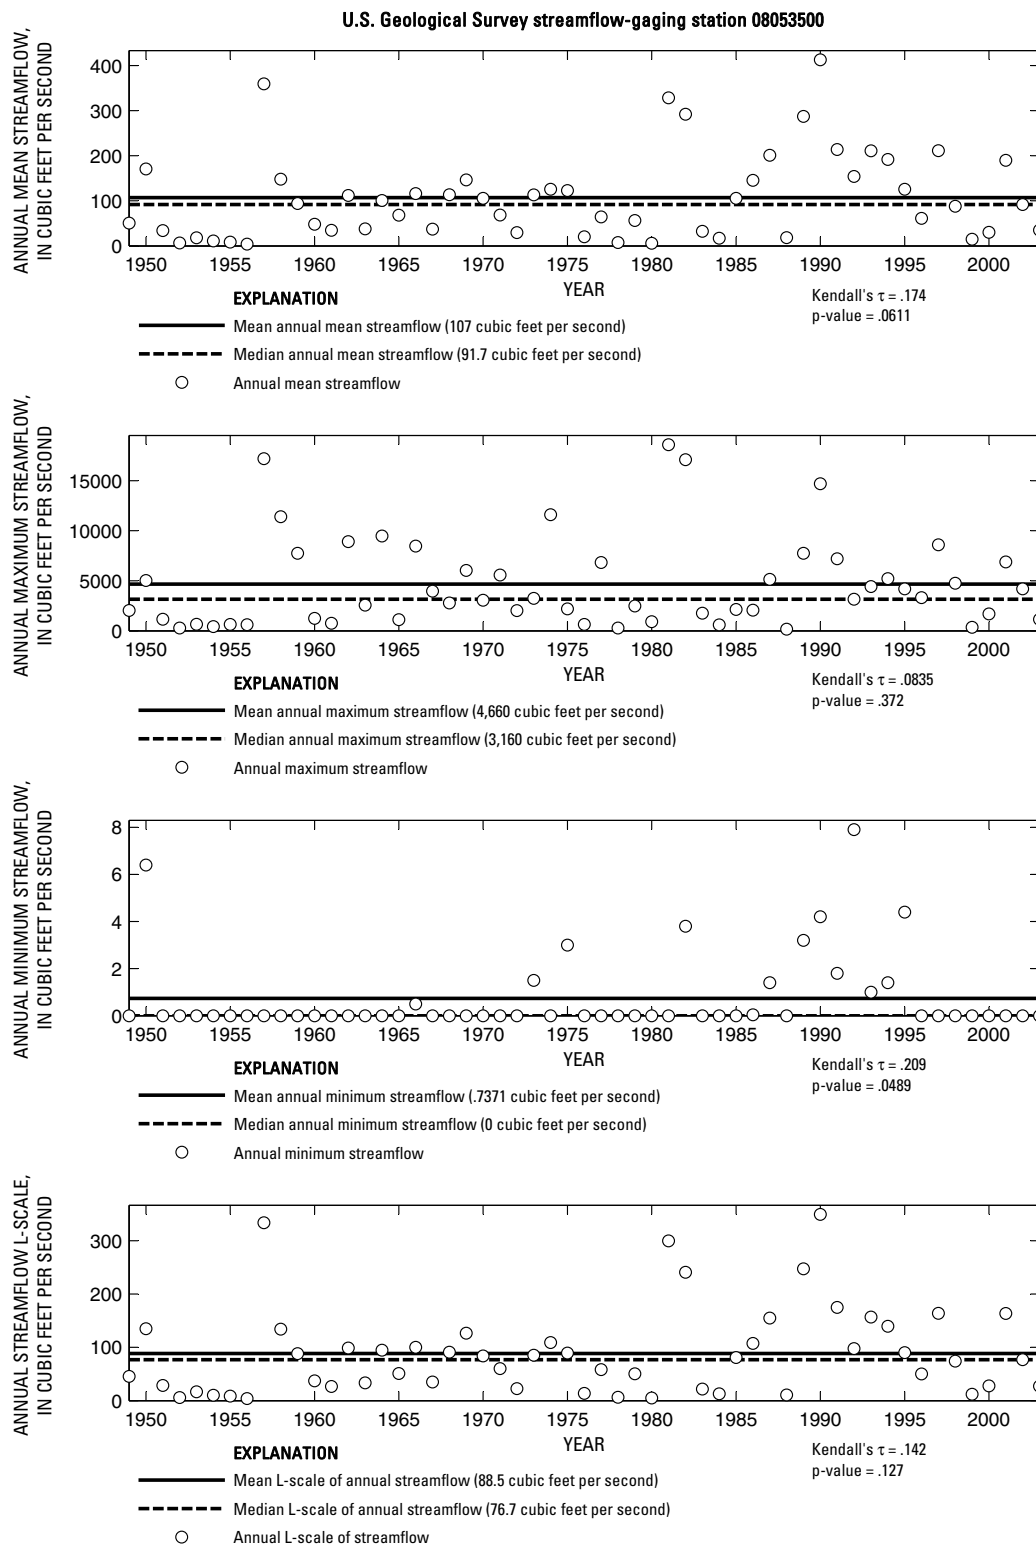 U.S. Geological Survey streamflow-gaging station 08053500
ANNUAL MEAN STREAMFLOW,
IN CUBIC FEET PER SECOND
400
300
200
100
0
1950 1955 1960 1965 1970 1975 1980 1985 1990 1995 2000
YEAR
EXPLANATION
Mean annual mean streamflow (107 cubic feet per second)
Median annual mean streamflow (91.7 cubic feet per second)
Annual mean streamflow
Kendall's τ = .174
p-value = .0611
ANNUAL MAXIMUM STREAMFLOW,
IN CUBIC FEET PER SECOND
15000
10000
5000
0
1950 1955 1960 1965 1970 1975 1980 1985 1990 1995 2000
YEAR
EXPLANATION
Mean annual maximum streamflow (4,660 cubic feet per second)
Median annual maximum streamflow (3,160 cubic feet per second)
Annual maximum streamflow
Kendall's τ = .0835
p-value = .372
ANNUAL MINIMUM STREAMFLOW,
IN CUBIC FEET PER SECOND
8
6
4
2
0
1950 1955 1960 1965 1970 1975 1980 1985 1990 1995 2000
YEAR
EXPLANATION
Mean annual minimum streamflow (.7371 cubic feet per second)
Median annual minimum streamflow (0 cubic feet per second)
Annual minimum streamflow
Kendall's τ = .209
p-value = .0489
ANNUAL STREAMFLOW L-SCALE,
IN CUBIC FEET PER SECOND
300
200
100
0
1950 1955 1960 1965 1970 1975 1980 1985 1990 1995 2000
YEAR
EXPLANATION
Mean L-scale of annual streamflow (88.5 cubic feet per second)
Median L-scale of annual streamflow (76.7 cubic feet per second)
Annual L-scale of streamflow
Kendall's τ = .142
p-value = .127